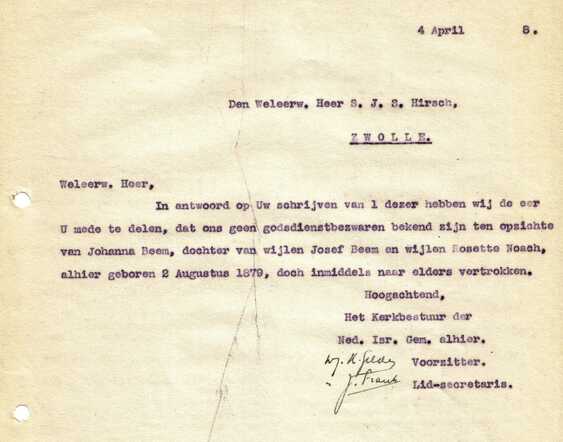 4 April 8.
Den Weleerw. Heer S. J. S. Hirsch,
ZWOLLE.
Weleerw. Heer,
In antwoord op Uw schrijven van 1 dezer hebben wij de eer
U mede te delen, dat ons geen godsdienstbezwaren bekend zijn ten opzichte
van Johanna Beem, dochter van wijlen Josef Beem en wijlen Rosette Noach,
alhier geboren 2 Augustus 1879, doch inmiddels naar elders vertrokken.
Hoogachtend,
Het Kerkbestuur der
Ned. Isr. Gem. alhier.
Voorzitter.
Lid-secretaris.